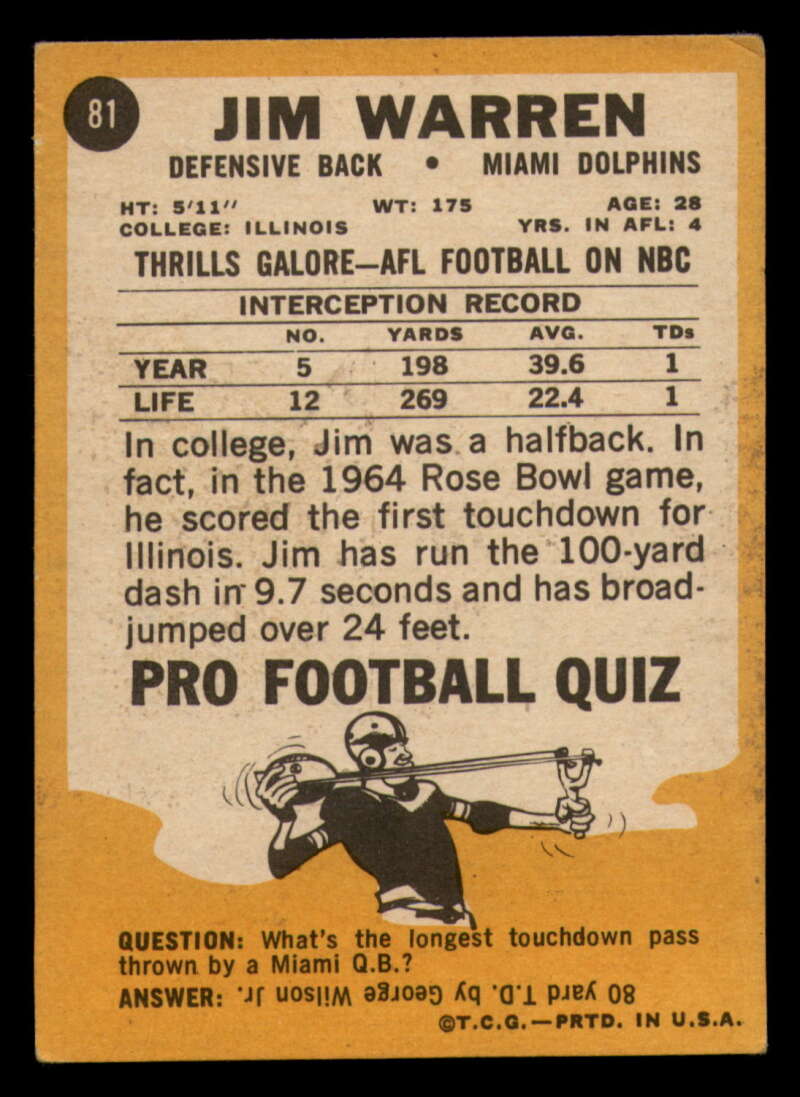 81
JIM WARREN
DEFENSIVE BACK • MIAMI DOLPHINS
HT: 5'11" WT: 175 AGE: 28
COLLEGE: ILLINOIS YRS. IN AFL: 4
THRILLS GALORE—AFL FOOTBALL ON NBC
INTERCEPTION RECORD
NO. YARDS AVG. TDs
YEAR 5 198 39.6 1
LIFE 12 269 22.4 1
In college, Jim was a halfback. In
fact, in the 1964 Rose Bowl game,
he scored the first touchdown for
Illinois. Jim has run the 100-yard
dash in 9.7 seconds and has broad-
jumped over 24 feet.
PRO FOOTBALL QUIZ
QUESTION: What's the longest touchdown pass
thrown by a Miami Q.B.?
ANSWER: 80 yard T.D. by George Wilson Jr.
©T.C.G.—PRTD. IN U.S.A.